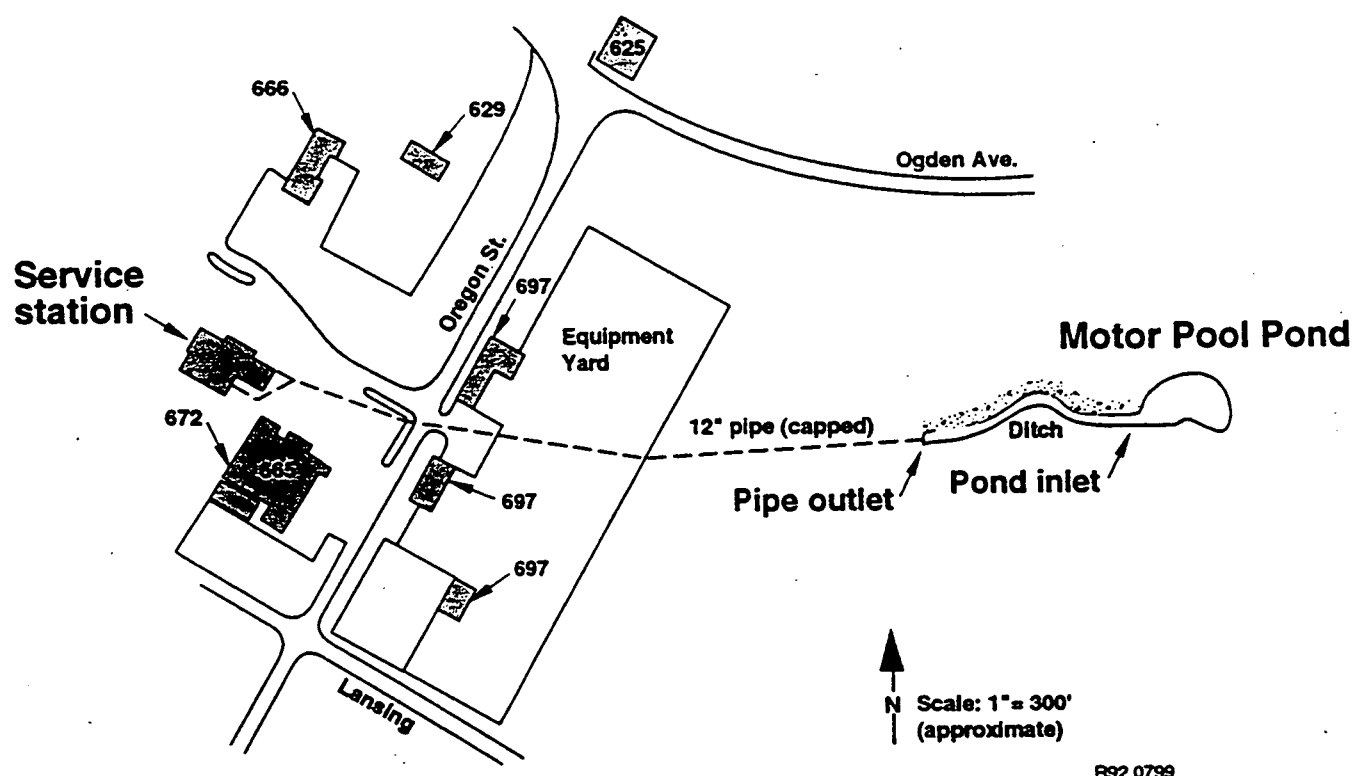 625
666
629
Ogden Ave.
Oregon St.
Service
station
697
Equipment
Yard
Motor Pool Pond
672
665
12" pipe (capped)
Ditch
Pipe outlet
Pond inlet
697
697
Lansing
N
Scale: 1"= 300'
(approximate)
R92 0799